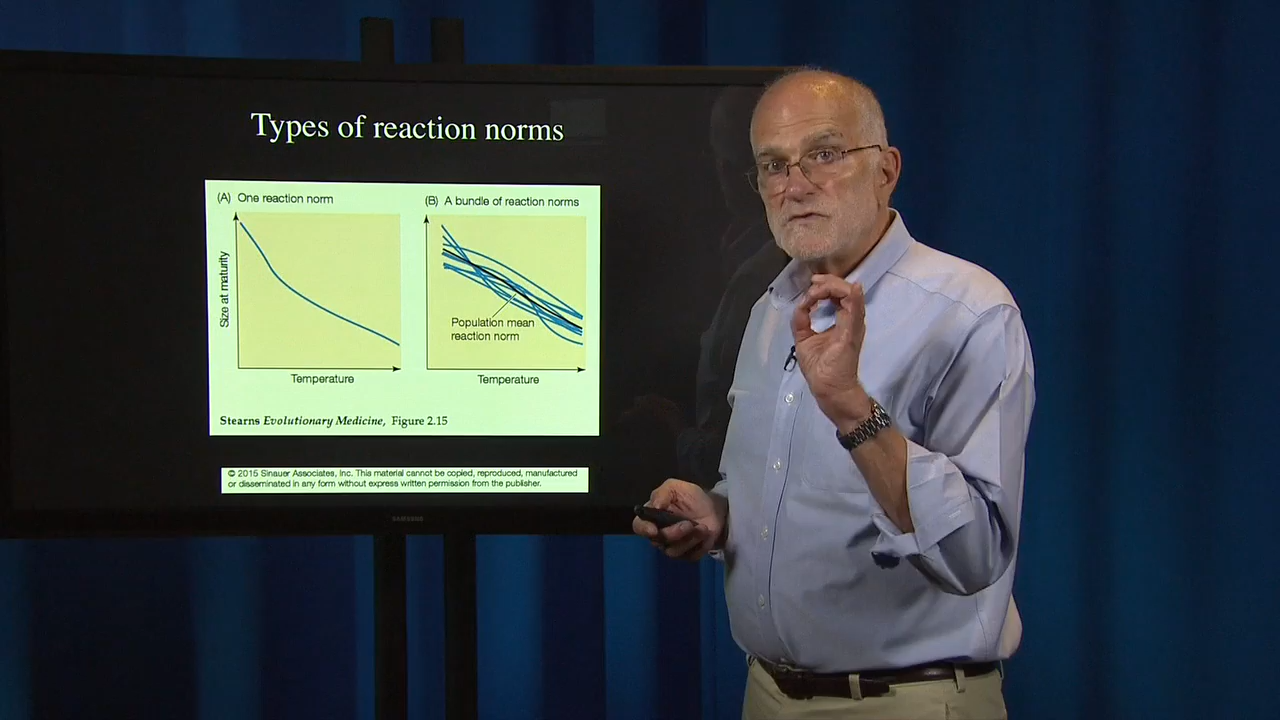 Types of reaction norms
(A) One reaction norm
Size at maturity
Temperature
(B) A bundle of reaction norms
Population mean
reaction norm
Temperature
Stearns Evolutionary Medicine, Figure 2.15
© 2015 Sinauer Associates, Inc. This material cannot be copied, reproduced, manufactured
or disseminated in any form without express written permission from the publisher.
SAMSUNG